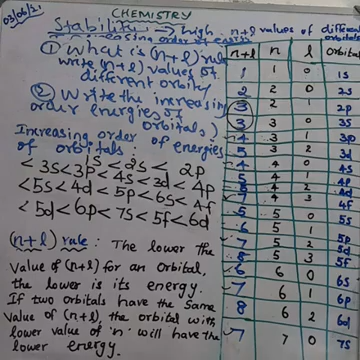 03/06/21
CHEMISTRY
Stability → high
increasing order of easter
① What is (n+l) rule
write (n+l) values of
different orbity
② Write the increasing
order energies of
orbitals)
Increasing order of energies
of orbitals:
1s < 2s < 2p
< 3s < 3p < 4s < 3d < 4p
< 5s < 4d < 5p < 6s < 4f
< 5d < 6p < 7s < 5f < 6d
(n+l) rule: The lower the
value of (n+l) for an orbital,
the lower is its energy.
If two orbitals have the same
value of (n+l), the orbital with
lower value of 'n' will have the
lower energy.
n+l values of different
orbitals
n+l n l Orbital
1 1 0 1s
2 2 0 2s
3 2 1 2p
3 3 0 3s
4 3 1 3p
5 3 2 3d
4 4 0 4s
5 4 1 4p
6 4 2 4d
7 4 3 4f
5 5 0 5s
6 5 1 5p
7 5 2 5d
8 5 3 5f
6 6 0 6s
7 6 1 6p
8 6 2 6d
7 7 0 7s